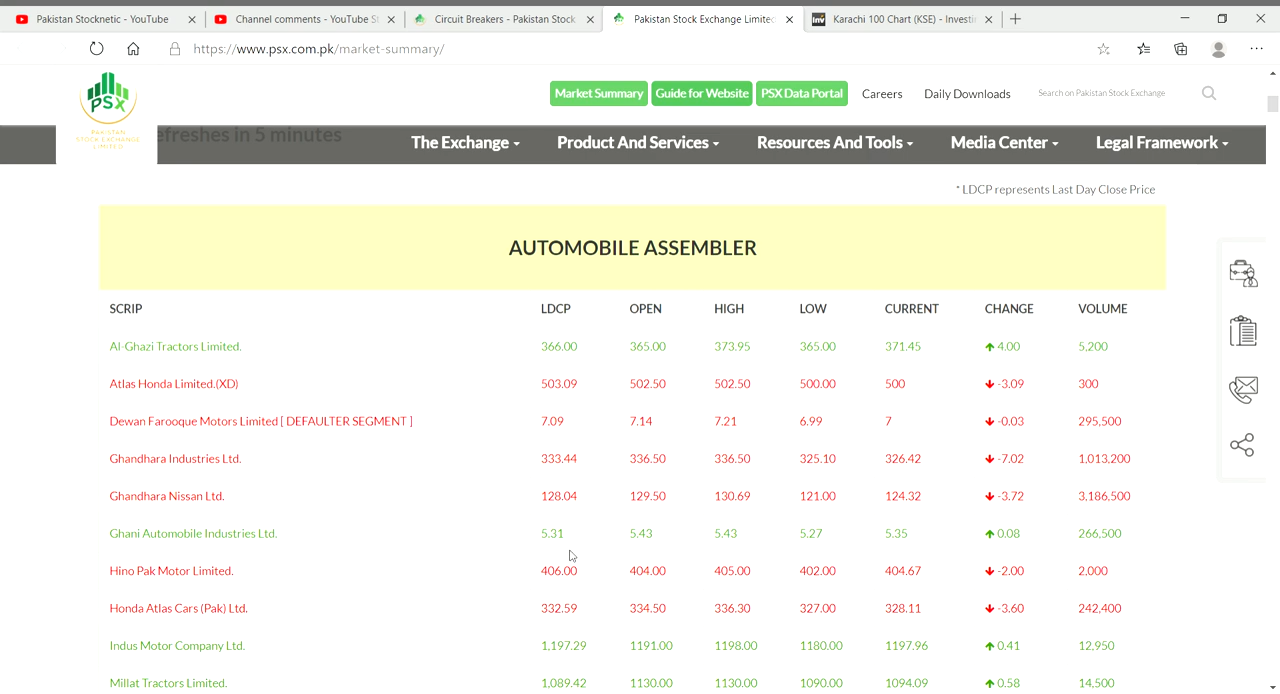 Pakistan Stocknetic - YouTube
Channel comments - YouTube St
Circuit Breakers - Pakistan Stock
Pakistan Stock Exchange Limited
Karachi 100 Chart (KSE) - Investi
https://www.psx.com.pk/market-summary/
PSX
PAKISTAN
STOCK EXCHANGE
LIMITED
Market Summary Guide for Website PSX Data Portal Careers Daily Downloads Search on Pakistan Stock Exchange
efreshes in 5 minutes
The Exchange Product And Services Resources And Tools Media Center Legal Framework
* LDCP represents Last Day Close Price
AUTOMOBILE ASSEMBLER
SCRIP LDCP OPEN HIGH LOW CURRENT CHANGE VOLUME
Al-Ghazi Tractors Limited. 366.00 365.00 373.95 365.00 371.45 4.00 5,200
Atlas Honda Limited.(XD) 503.09 502.50 502.50 500.00 500 -3.09 300
Dewan Farooque Motors Limited [ DEFAULTER SEGMENT ] 7.09 7.14 7.21 6.99 7 -0.03 295,500
Ghandhara Industries Ltd. 333.44 336.50 336.50 325.10 326.42 -7.02 1,013,200
Ghandhara Nissan Ltd. 128.04 129.50 130.69 121.00 124.32 -3.72 3,186,500
Ghani Automobile Industries Ltd. 5.31 5.43 5.43 5.27 5.35 0.08 266,500
Hino Pak Motor Limited. 406.00 404.00 405.00 402.00 404.67 -2.00 2,000
Honda Atlas Cars (Pak) Ltd. 332.59 334.50 336.30 327.00 328.11 -3.60 242,400
Indus Motor Company Ltd. 1,197.29 1191.00 1198.00 1180.00 1197.96 0.41 12,950
Millat Tractors Limited. 1,089.42 1130.00 1130.00 1090.00 1094.09 0.58 14,500